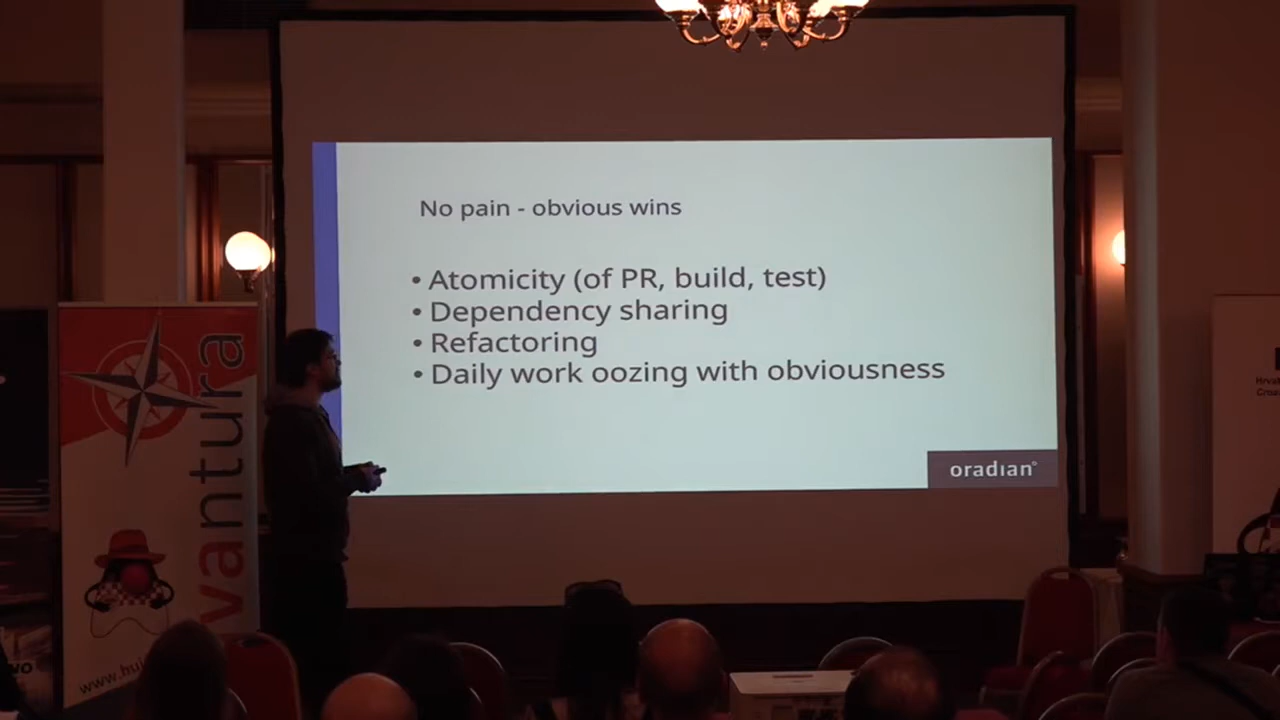 No pain - obvious wins
• Atomicity (of PR, build, test)
• Dependency sharing
• Refactoring
• Daily work oozing with obviousness
oradian°
vantura